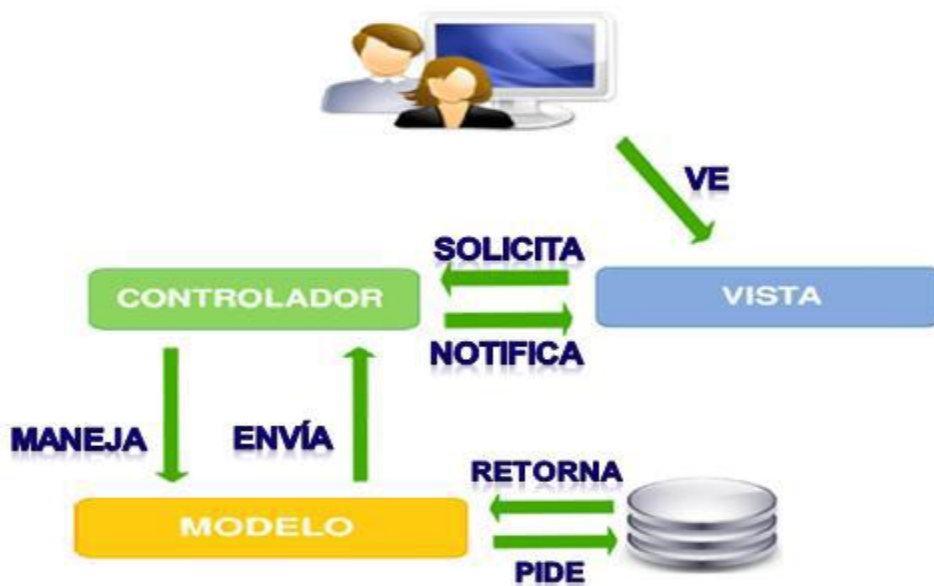 VE
SOLICITA
CONTROLADOR
VISTA
NOTIFICA
MANEJA
ENVÍA
RETORNA
MODELO
PIDE